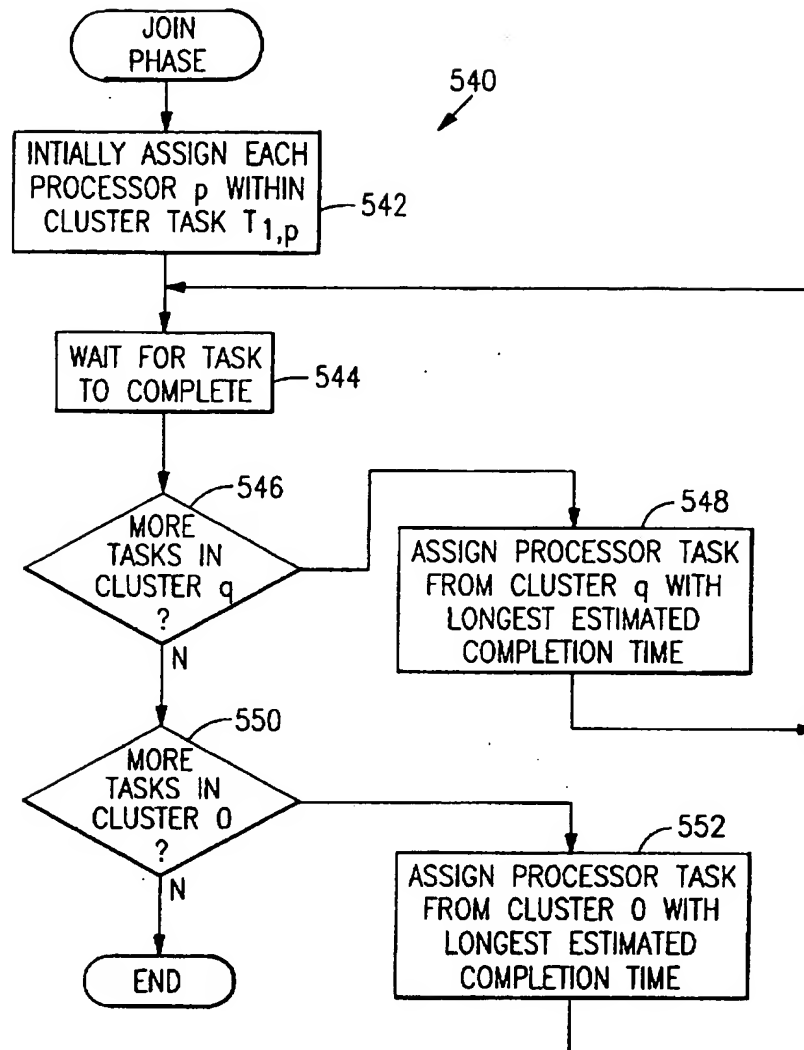 JOIN
PHASE
540
INTIALLY ASSIGN EACH
PROCESSOR p WITHIN
CLUSTER TASK T1,p
542
WAIT FOR TASK
TO COMPLETE
544
546
MORE
TASKS IN
CLUSTER q
?
N
548
ASSIGN PROCESSOR TASK
FROM CLUSTER q WITH
LONGEST ESTIMATED
COMPLETION TIME
550
MORE
TASKS IN
CLUSTER 0
?
N
552
ASSIGN PROCESSOR TASK
FROM CLUSTER 0 WITH
LONGEST ESTIMATED
COMPLETION TIME
END